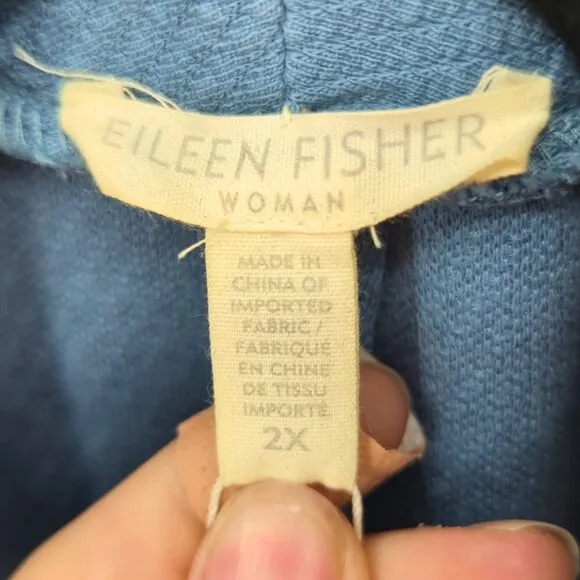 EILEEN FISHER
WOMAN
MADE IN
CHINA OF
IMPORTED
FABRIC /
FABRIQUÉ
EN CHINE
DE TISSU
IMPORTÉ
2X